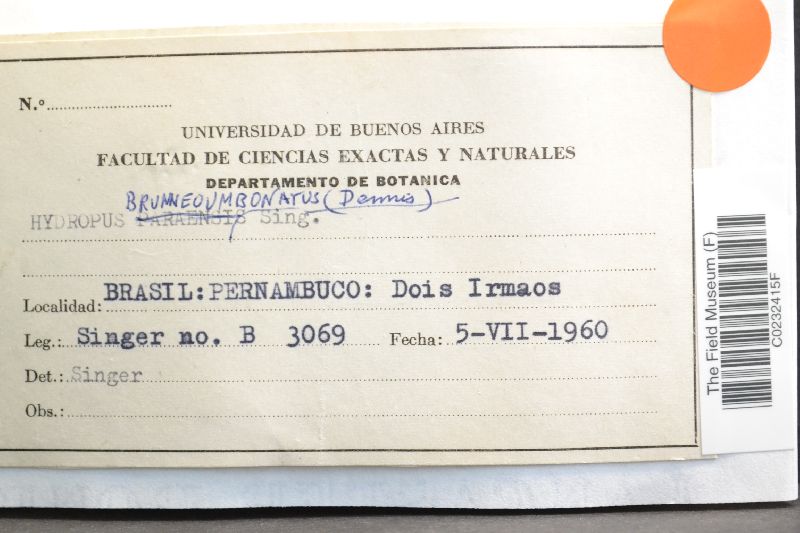 N.º
UNIVERSIDAD DE BUENOS AIRES
FACULTAD DE CIENCIAS EXACTAS Y NATURALES
DEPARTAMENTO DE BOTANICA
BRUNNEOUMBONATUS (Dennis)
HYDROPUS PARAENSIS Sing.
Localidad: BRASIL:PERNAMBUCO: Dois Irmaos
Leg.: Singer no. B 3069 Fecha: 5-VII-1960
Det.: Singer
Obs.:
The Field Museum (F)
C0232415F